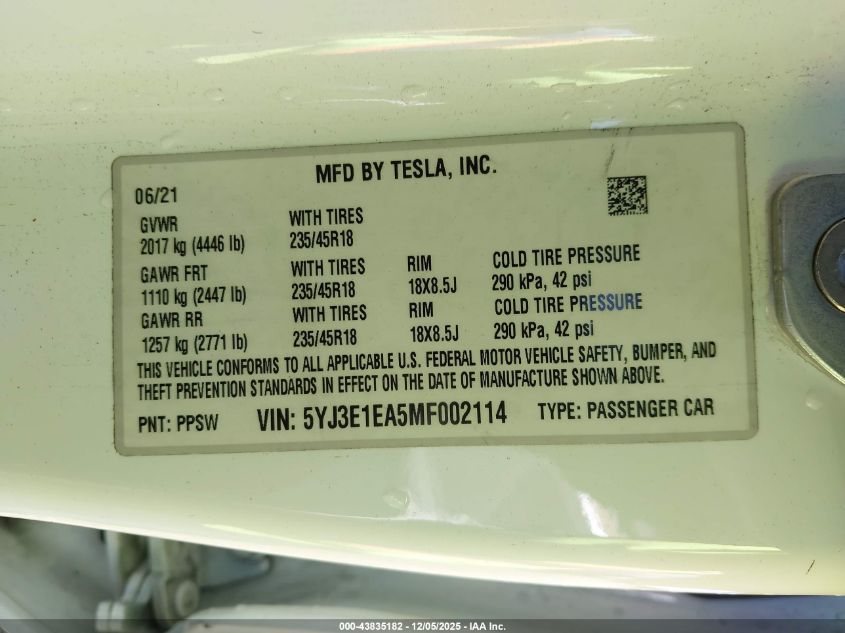 MFD BY TESLA, INC.
06/21
GVWR WITH TIRES
2017 kg (4446 lb) 235/45R18
GAWR FRT WITH TIRES RIM COLD TIRE PRESSURE
1110 kg (2447 lb) 235/45R18 18X8.5J 290 kPa, 42 psi
GAWR RR WITH TIRES RIM COLD TIRE PRESSURE
1257 kg (2771 lb) 235/45R18 18X8.5J 290 kPa, 42 psi
THIS VEHICLE CONFORMS TO ALL APPLICABLE U.S. FEDERAL MOTOR VEHICLE SAFETY, BUMPER, AND
THEFT PREVENTION STANDARDS IN EFFECT ON THE DATE OF MANUFACTURE SHOWN ABOVE.
PNT: PPSW VIN: 5YJ3E1EA5MF002114 TYPE: PASSENGER CAR
000-43835182 - 12/05/2025 - IAA Inc.